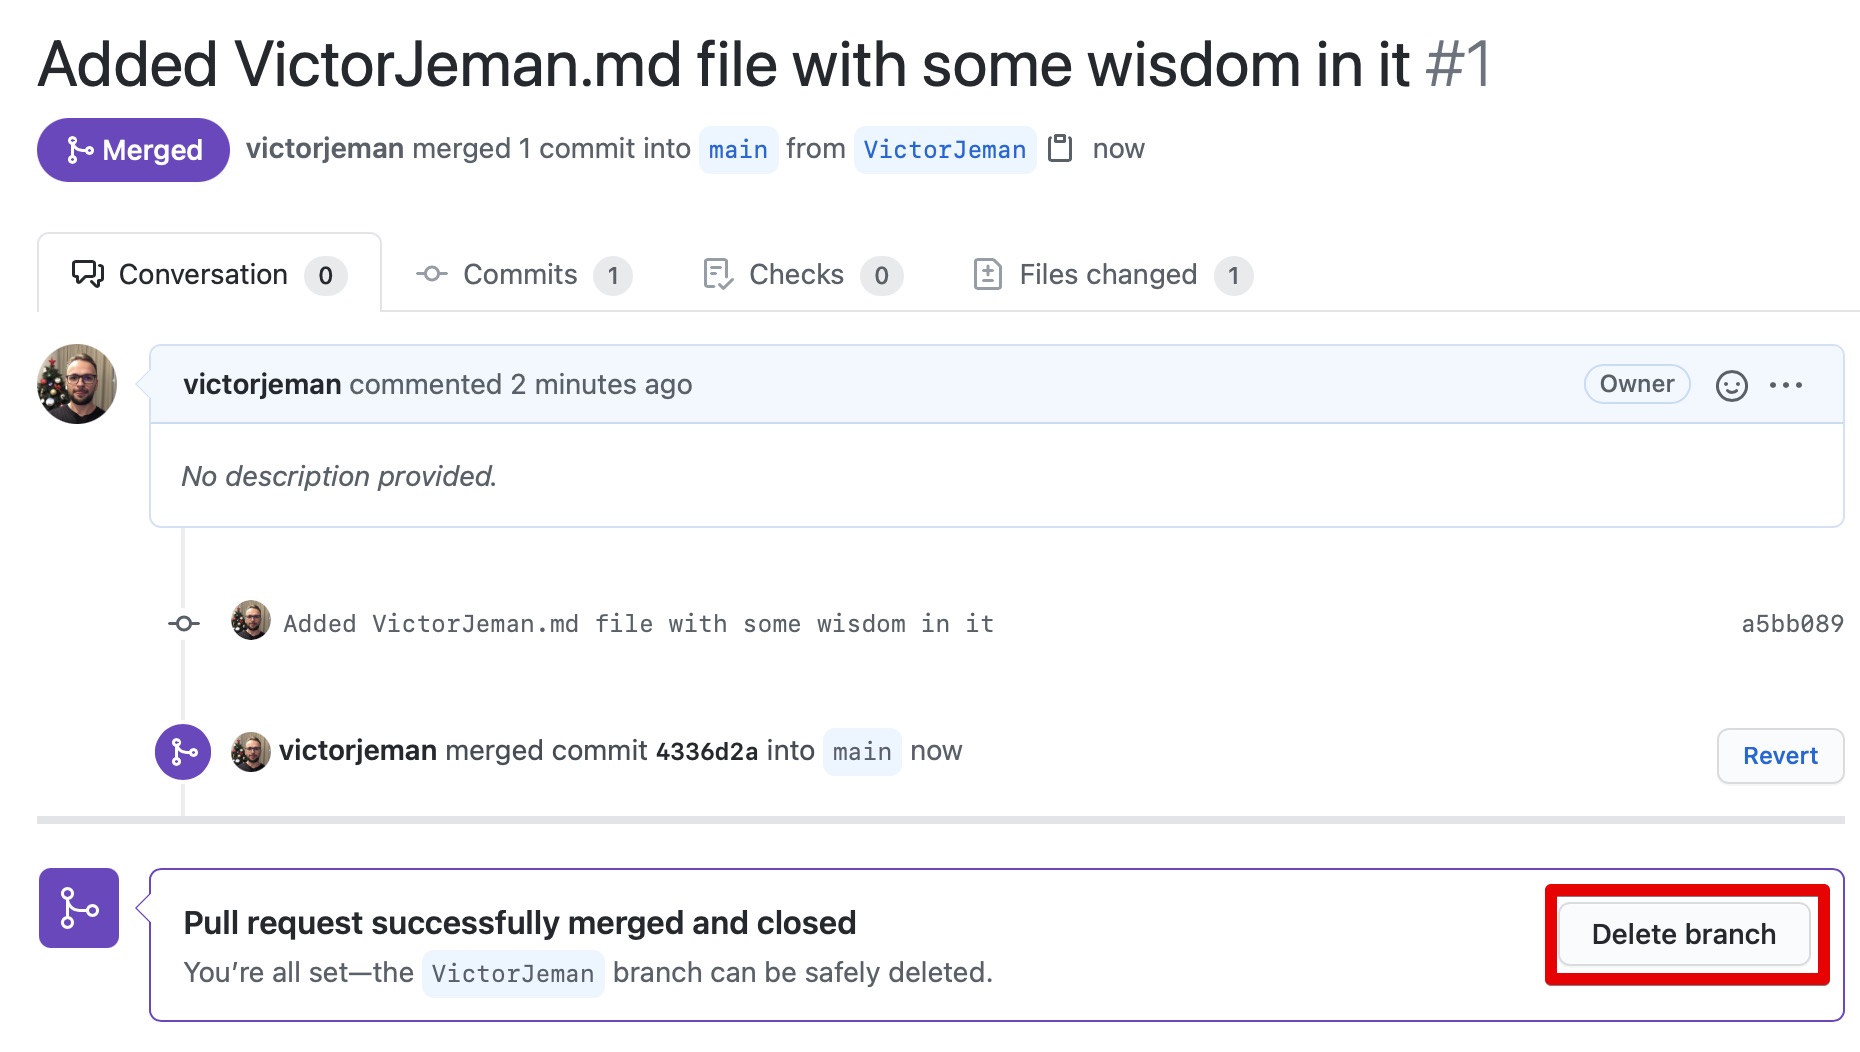 Added VictorJeman.md file with some wisdom in it #1
Merged victorjeman merged 1 commit into main from VictorJeman now
Conversation 0 Commits 1 Checks 0 Files changed 1
victorjeman commented 2 minutes ago Owner
No description provided.
Added VictorJeman.md file with some wisdom in it a5bb089
victorjeman merged commit 4336d2a into main now Revert
Pull request successfully merged and closed
Delete branch
You’re all set—the VictorJeman branch can be safely deleted.